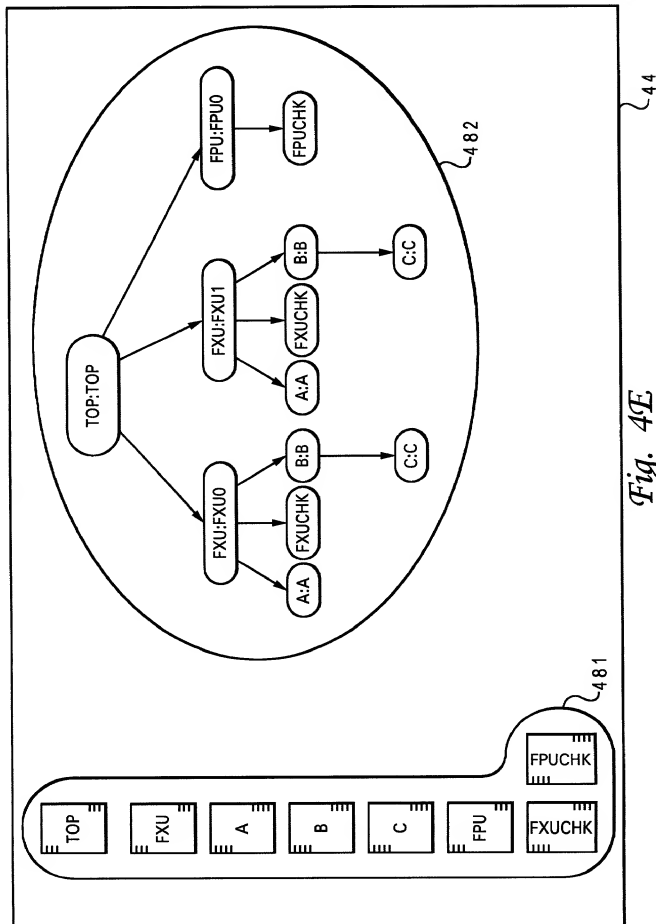 TOP
FXU
A
B
C
FPU
FXUCHK
FPUCHK
481
TOP:TOP
FXU:FXU0
FXU:FXU1
FPU:FPU0
A:A
FXUCHK
B:B
A:A
FXUCHK
B:B
FPUCHK
C:C
C:C
482
44
Fig. 4E